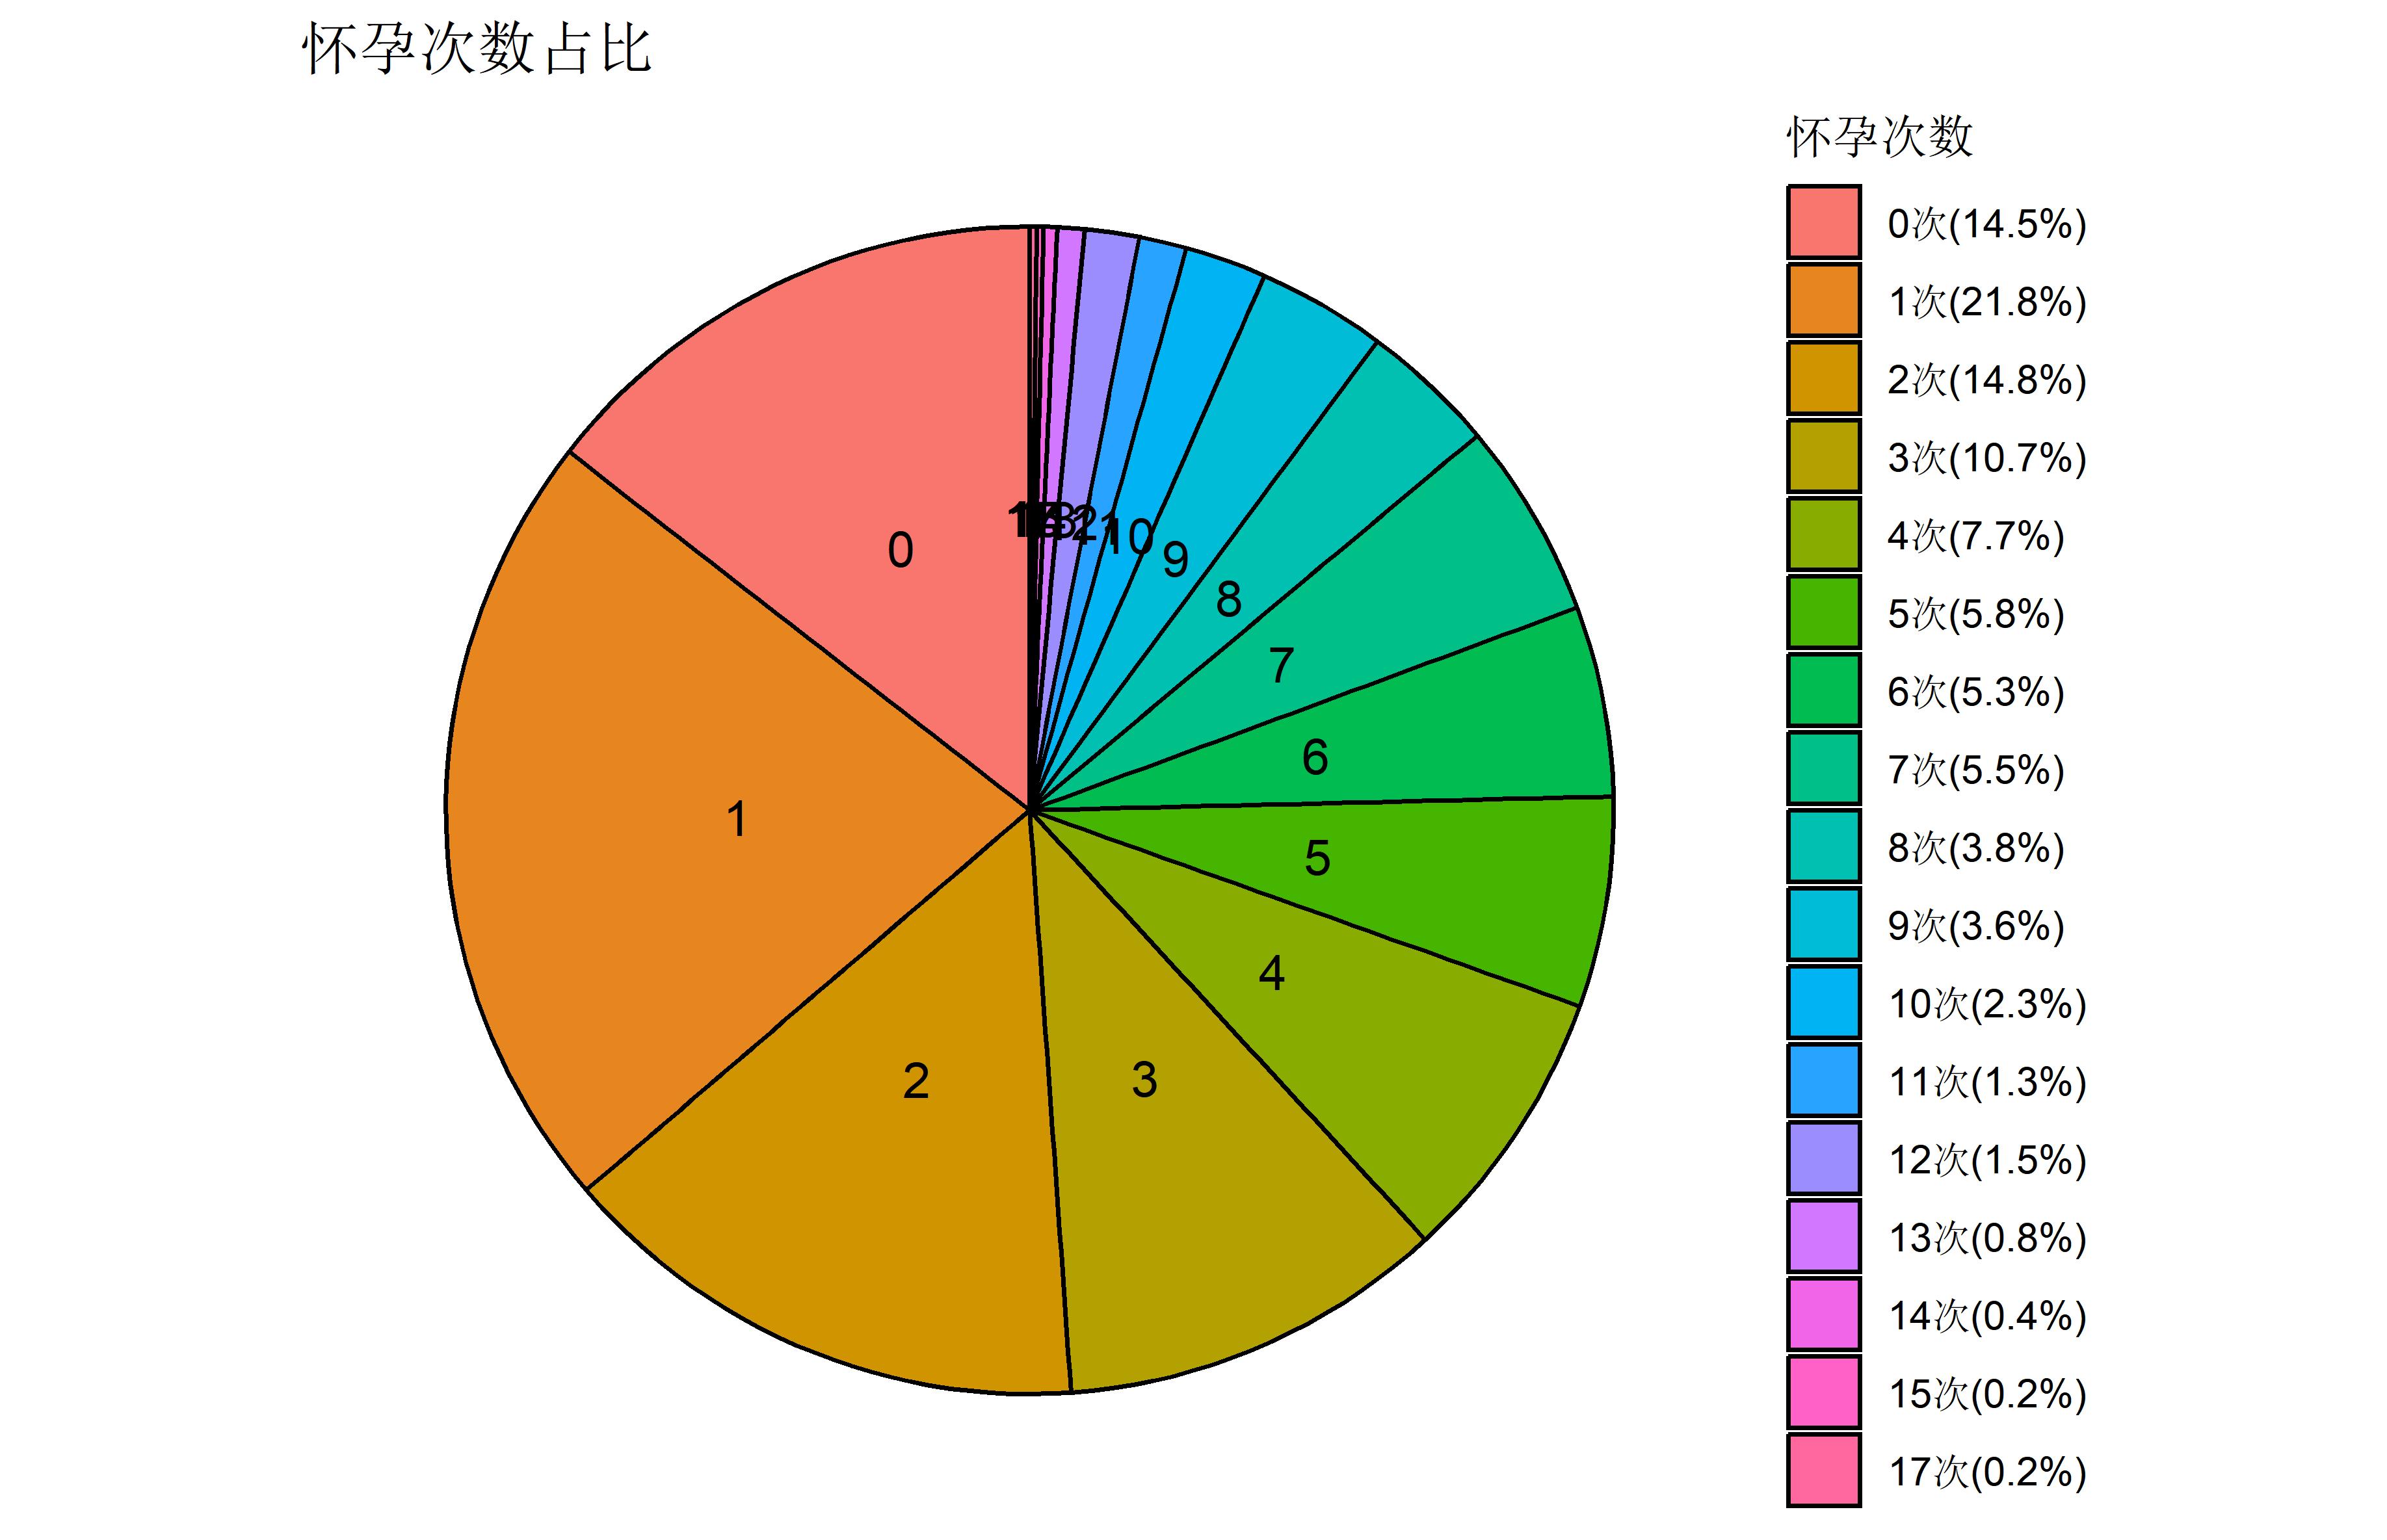 怀孕次数占比
怀孕次数
0次(14.5%)
1次(21.8%)
2次(14.8%)
3次(10.7%)
4次(7.7%)
5次(5.8%)
6次(5.3%)
7次(5.5%)
8次(3.8%)
9次(3.6%)
10次(2.3%)
11次(1.3%)
12次(1.5%)
13次(0.8%)
14次(0.4%)
15次(0.2%)
17次(0.2%)
0
10
9
8
7
6
5
1
4
2
3